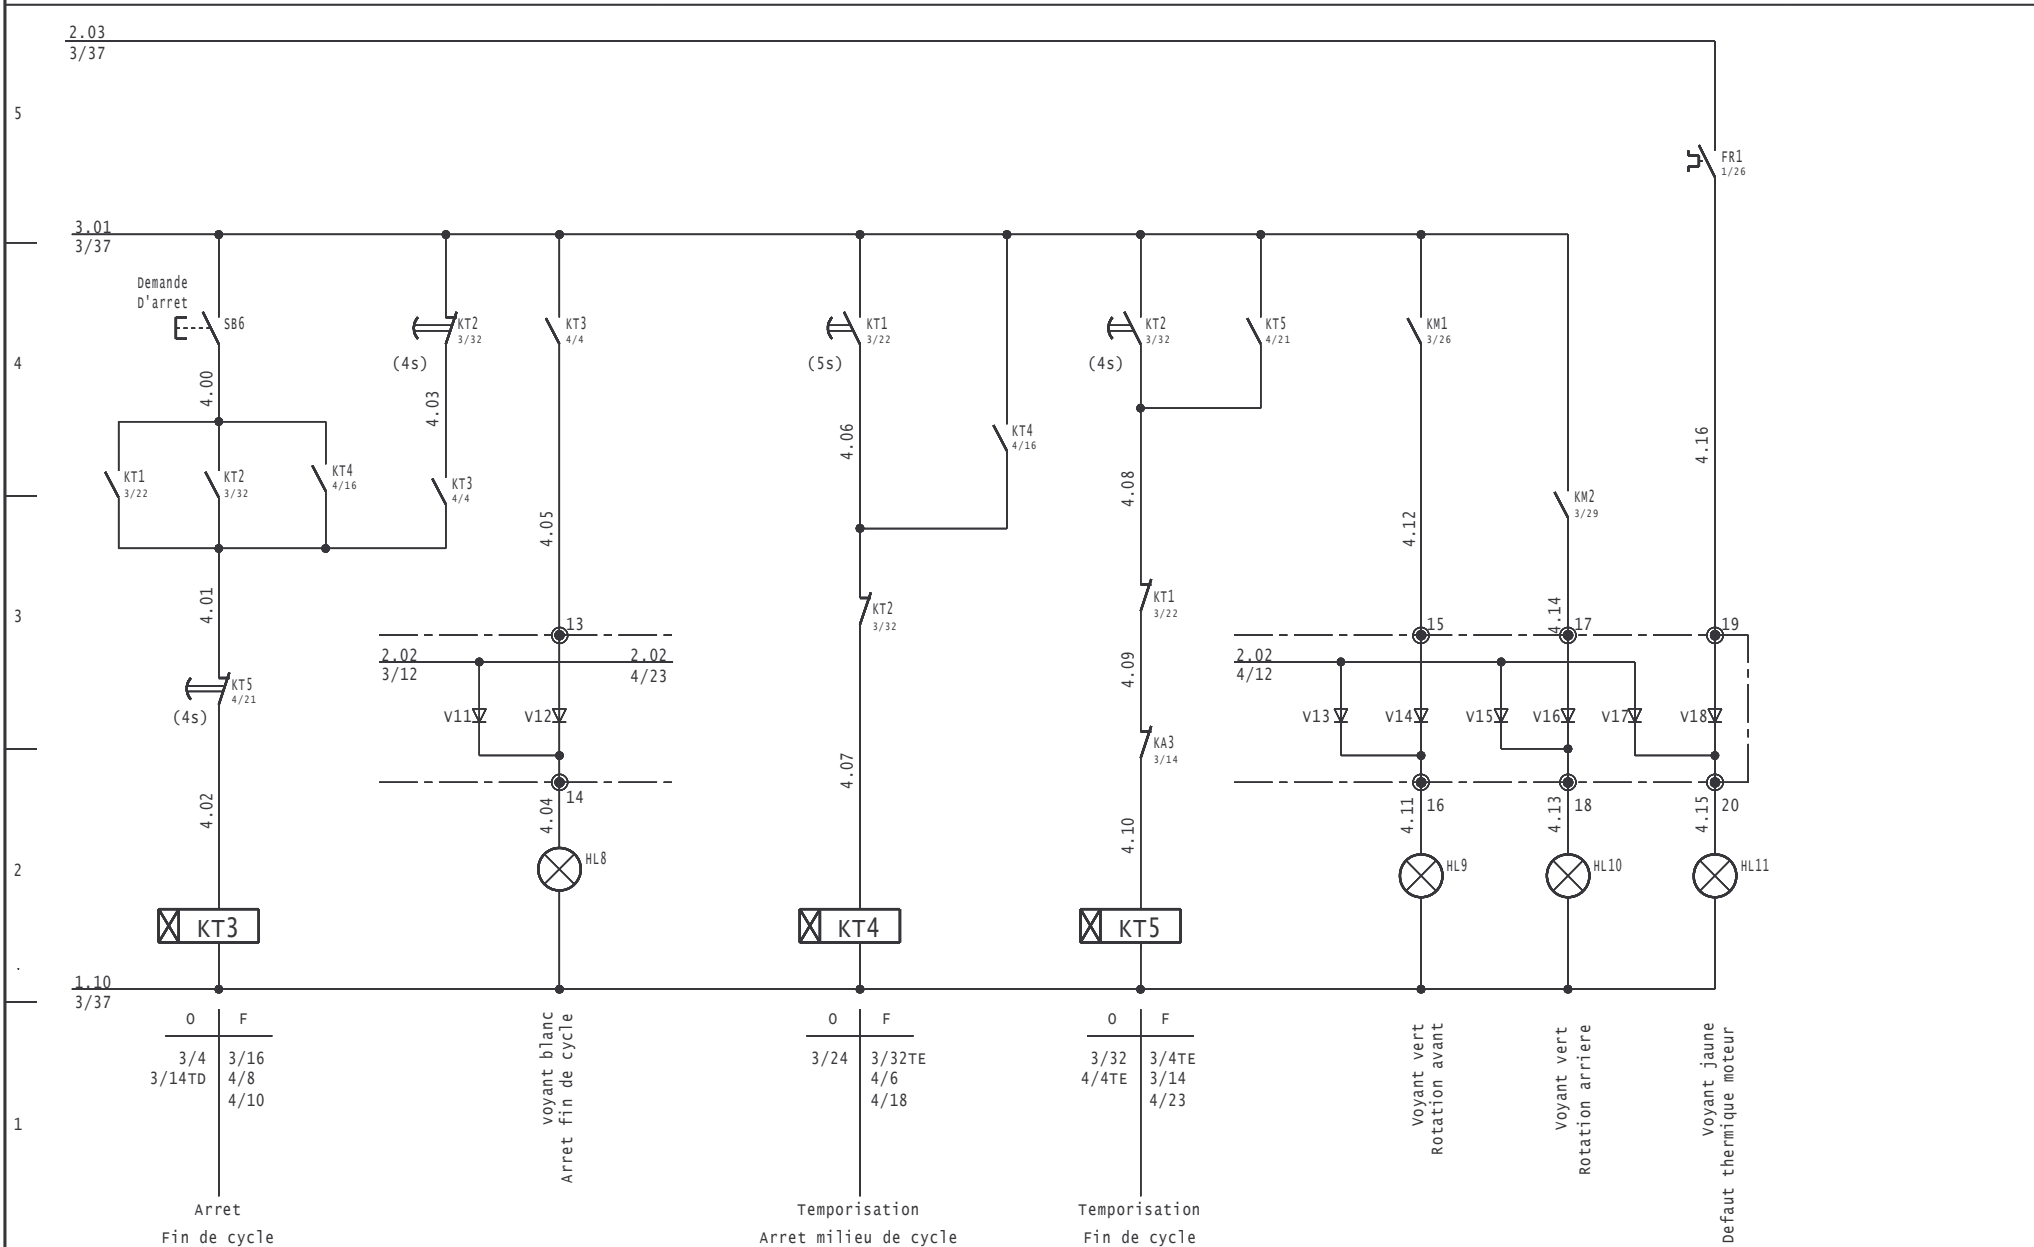 2.03
3/37
5
FR1
1/26
3.01
3/37
Demande
D'arret
SB6
KT2
3/32
(4s)
KT3
4/4
KT1
3/22
(5s)
KT2
3/32
(4s)
KT5
4/21
KM1
3/26
4
4.00
4.03
4.06
KT4
4/16
4.16
KT1
3/22
KT2
3/32
KT4
4/16
KT3
4/4
4.08
KM2
3/29
4.05
4.12
4.01
KT2
3/32
KT1
3/22
4.14
3
13
15
17
19
2.02
3/12
2.02
4/23
2.02
4/12
4.09
KT5
4/21
(4s)
V11
V12
V13
V14
V15
V16
V17
V18
KA3
3/14
4.07
4.02
14
4.04
4.10
4.11
16
4.13
18
4.15
20
2
HL8
HL9
HL10
HL11
KT3
KT4
KT5
.
1.10
3/37
O F
3/4 3/16
3/14TD 4/8
4/10
voyant blanc
Arret fin de cycle
O F
3/24 3/32TE
4/6
4/18
O F
3/32 3/4TE
4/4TE 3/14
4/23
Voyant vert
Rotation avant
Voyant vert
Rotation arriere
Voyant jaune
Defaut thermique moteur
1
Arret
Fin de cycle
Temporisation
Arret milieu de cycle
Temporisation
Fin de cycle